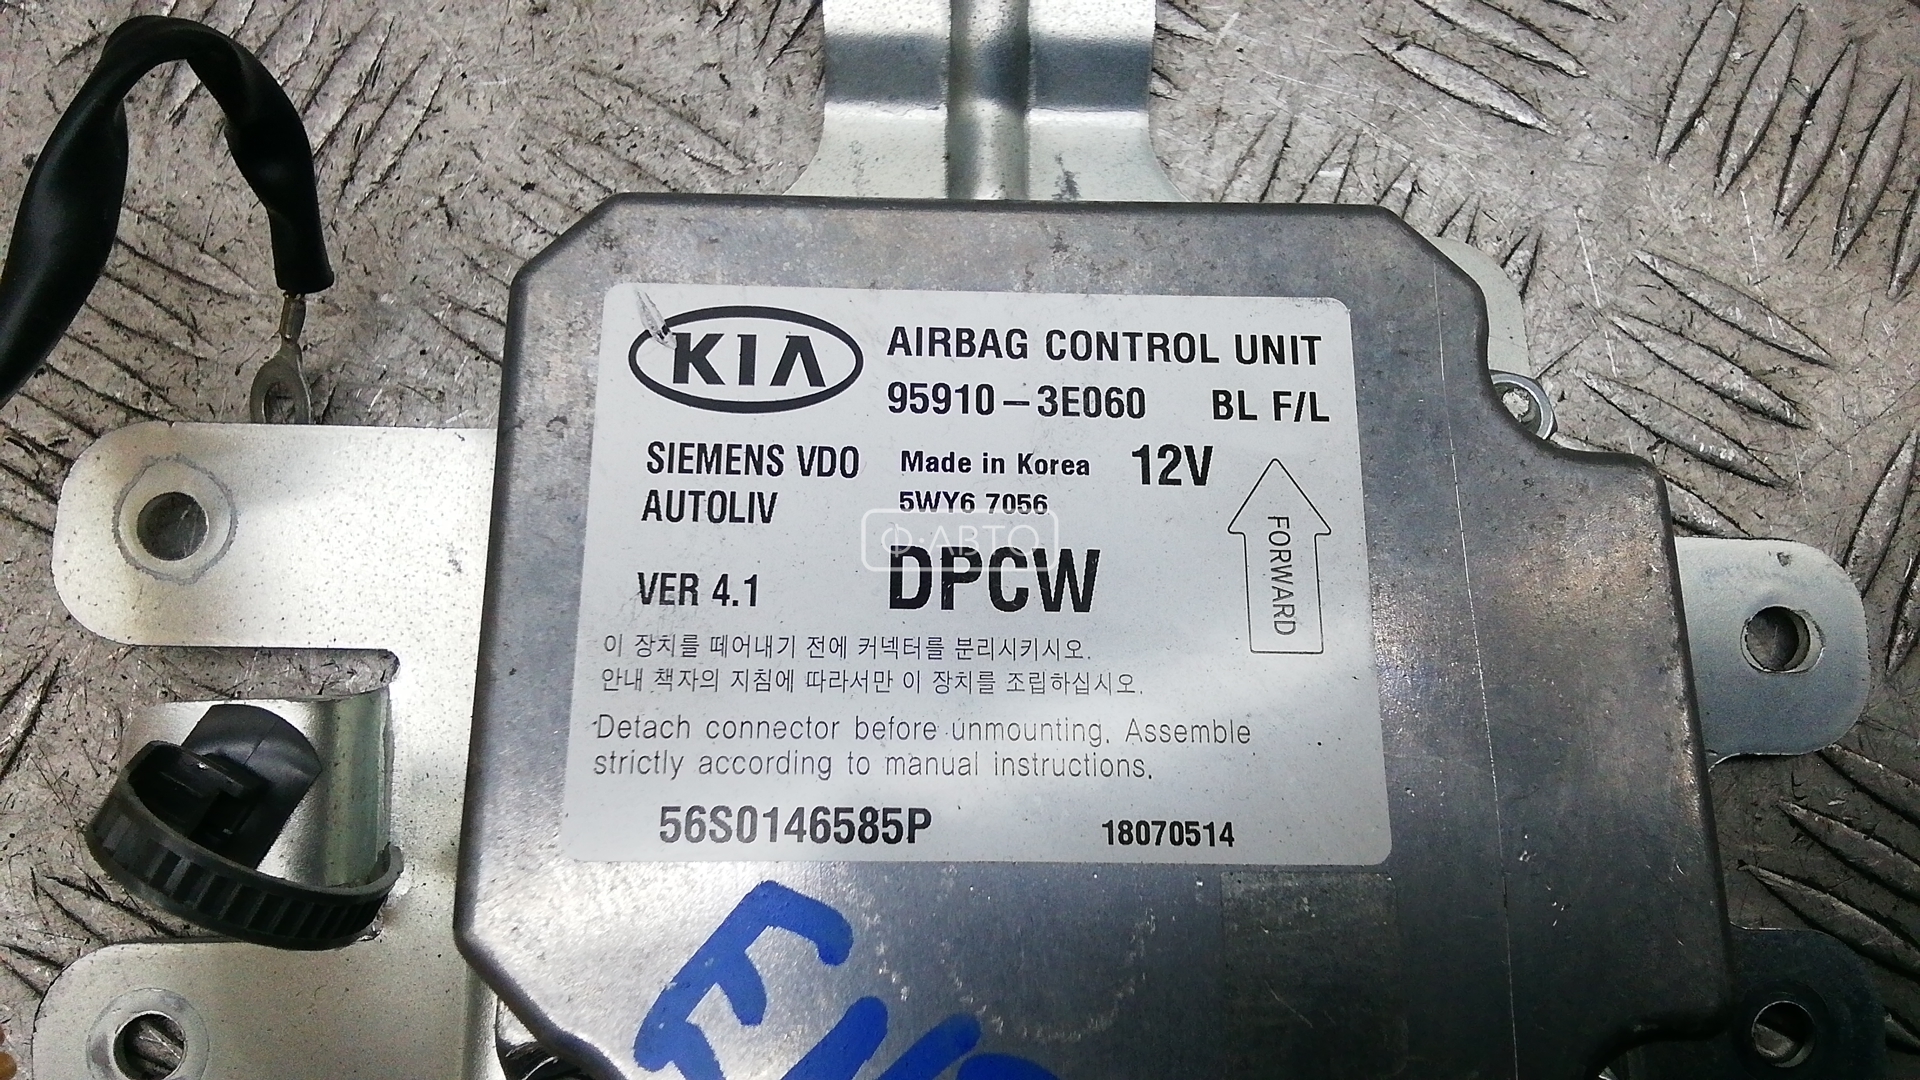 KIA AIRBAG CONTROL UNIT
95910-3E060 BL F/L
SIEMENS VDO Made in Korea 12V
AUTOLIV 5WY6 7056
Ф·АВТО
VER 4.1 DPCW
FORWARD
이 장치를 떼어내기 전에 커넥터를 분리시키시오.
안내 책자의 지침에 따라서만 이 장치를 조립하십시오.
Detach connector before unmounting. Assemble
strictly according to manual instructions.
56S0146585P 18070514